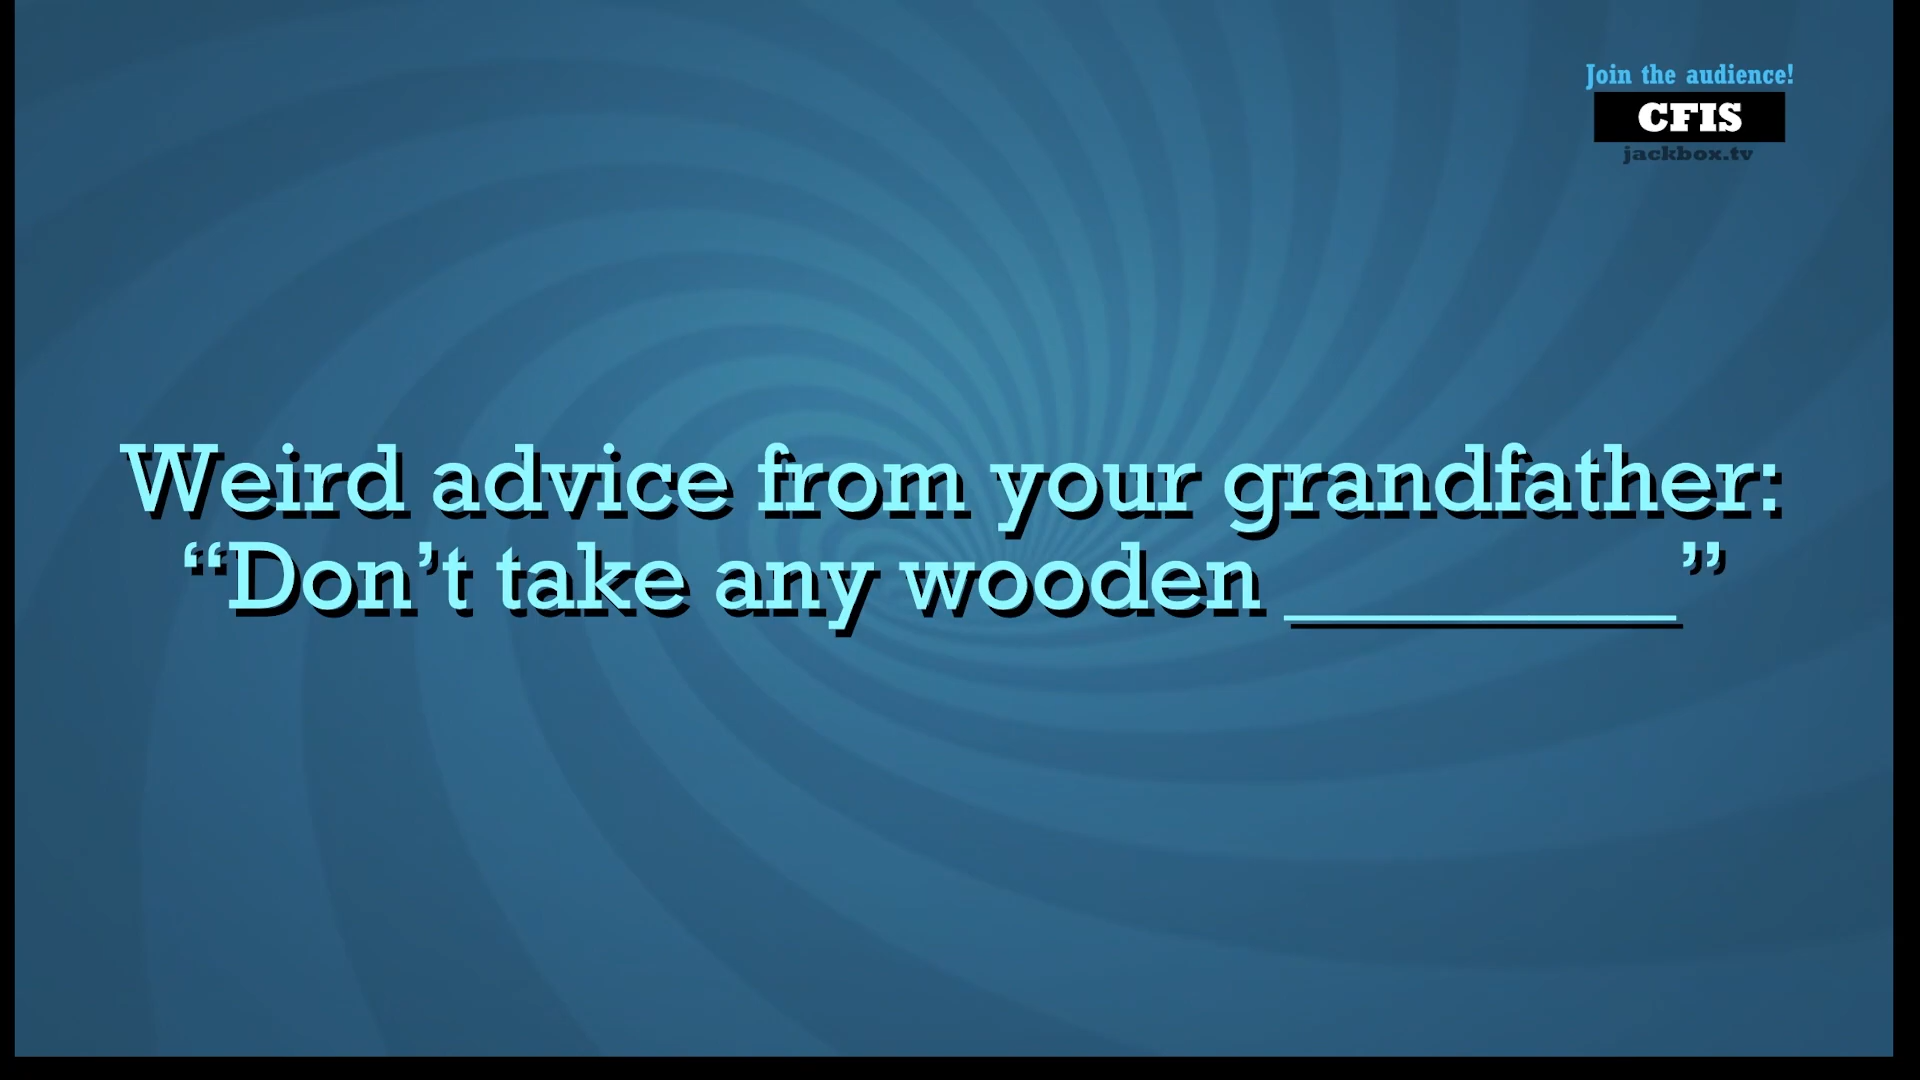 Join the audience!
CFIS
jackbox.tv
Weird advice from your grandfather:
“Don’t take any wooden ________”